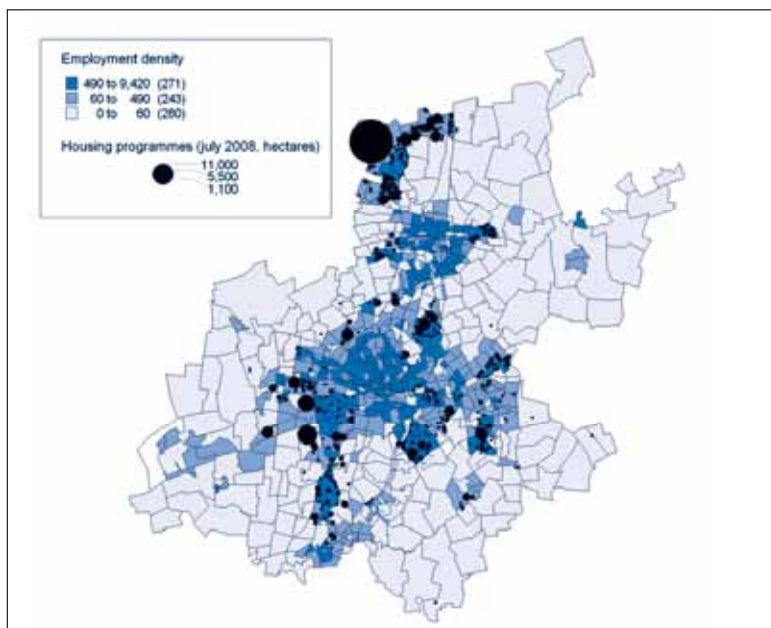 Employment density
490 to 9,420 (271)
60 to 490 (243)
0 to 60 (260)
Housing programmes (july 2008, hectares)
11,000
5,500
1,100